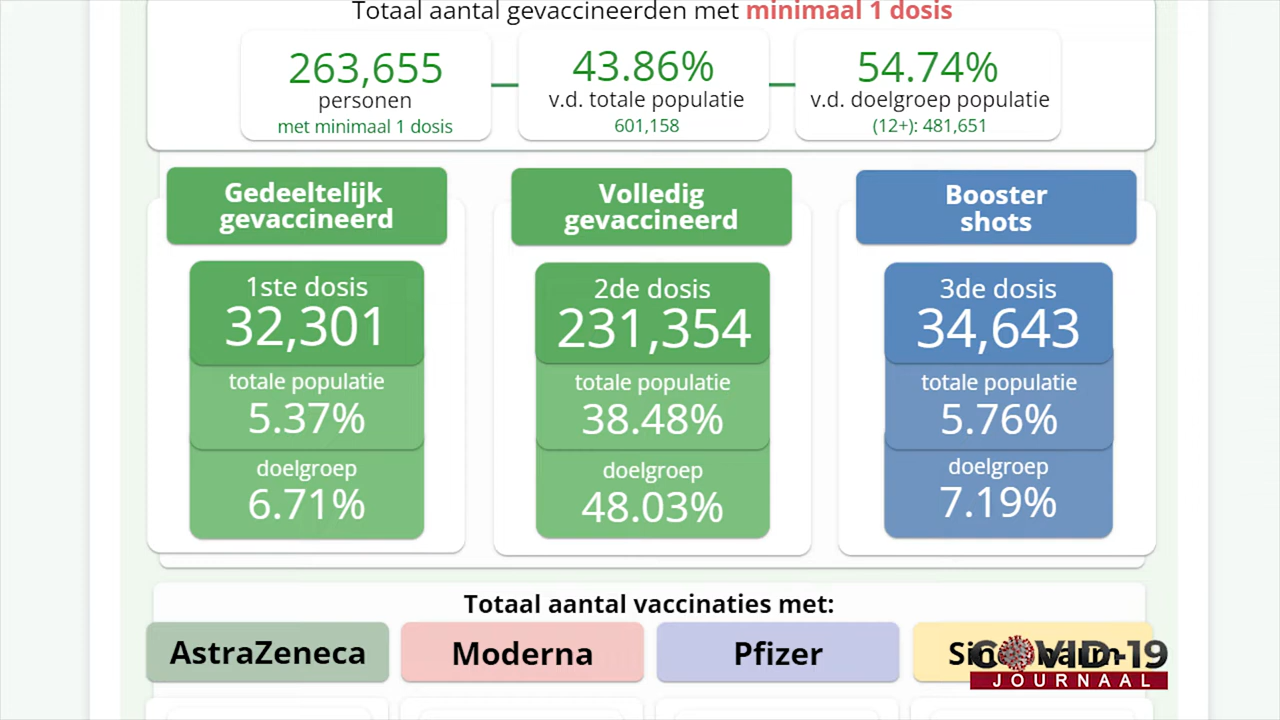 Totaal aantal gevaccineerden met minimaal 1 dosis
263,655
personen
met minimaal 1 dosis
43.86%
v.d. totale populatie
601,158
54.74%
v.d. doelgroep populatie
(12+): 481,651
Gedeeltelijk
gevaccineerd
1ste dosis
32,301
totale populatie
5.37%
doelgroep
6.71%
Volledig
gevaccineerd
2de dosis
231,354
totale populatie
38.48%
doelgroep
48.03%
Booster
shots
3de dosis
34,643
totale populatie
5.76%
doelgroep
7.19%
Totaal aantal vaccinaties met:
AstraZeneca
Moderna
Pfizer
COVID-19
JOURNAAL